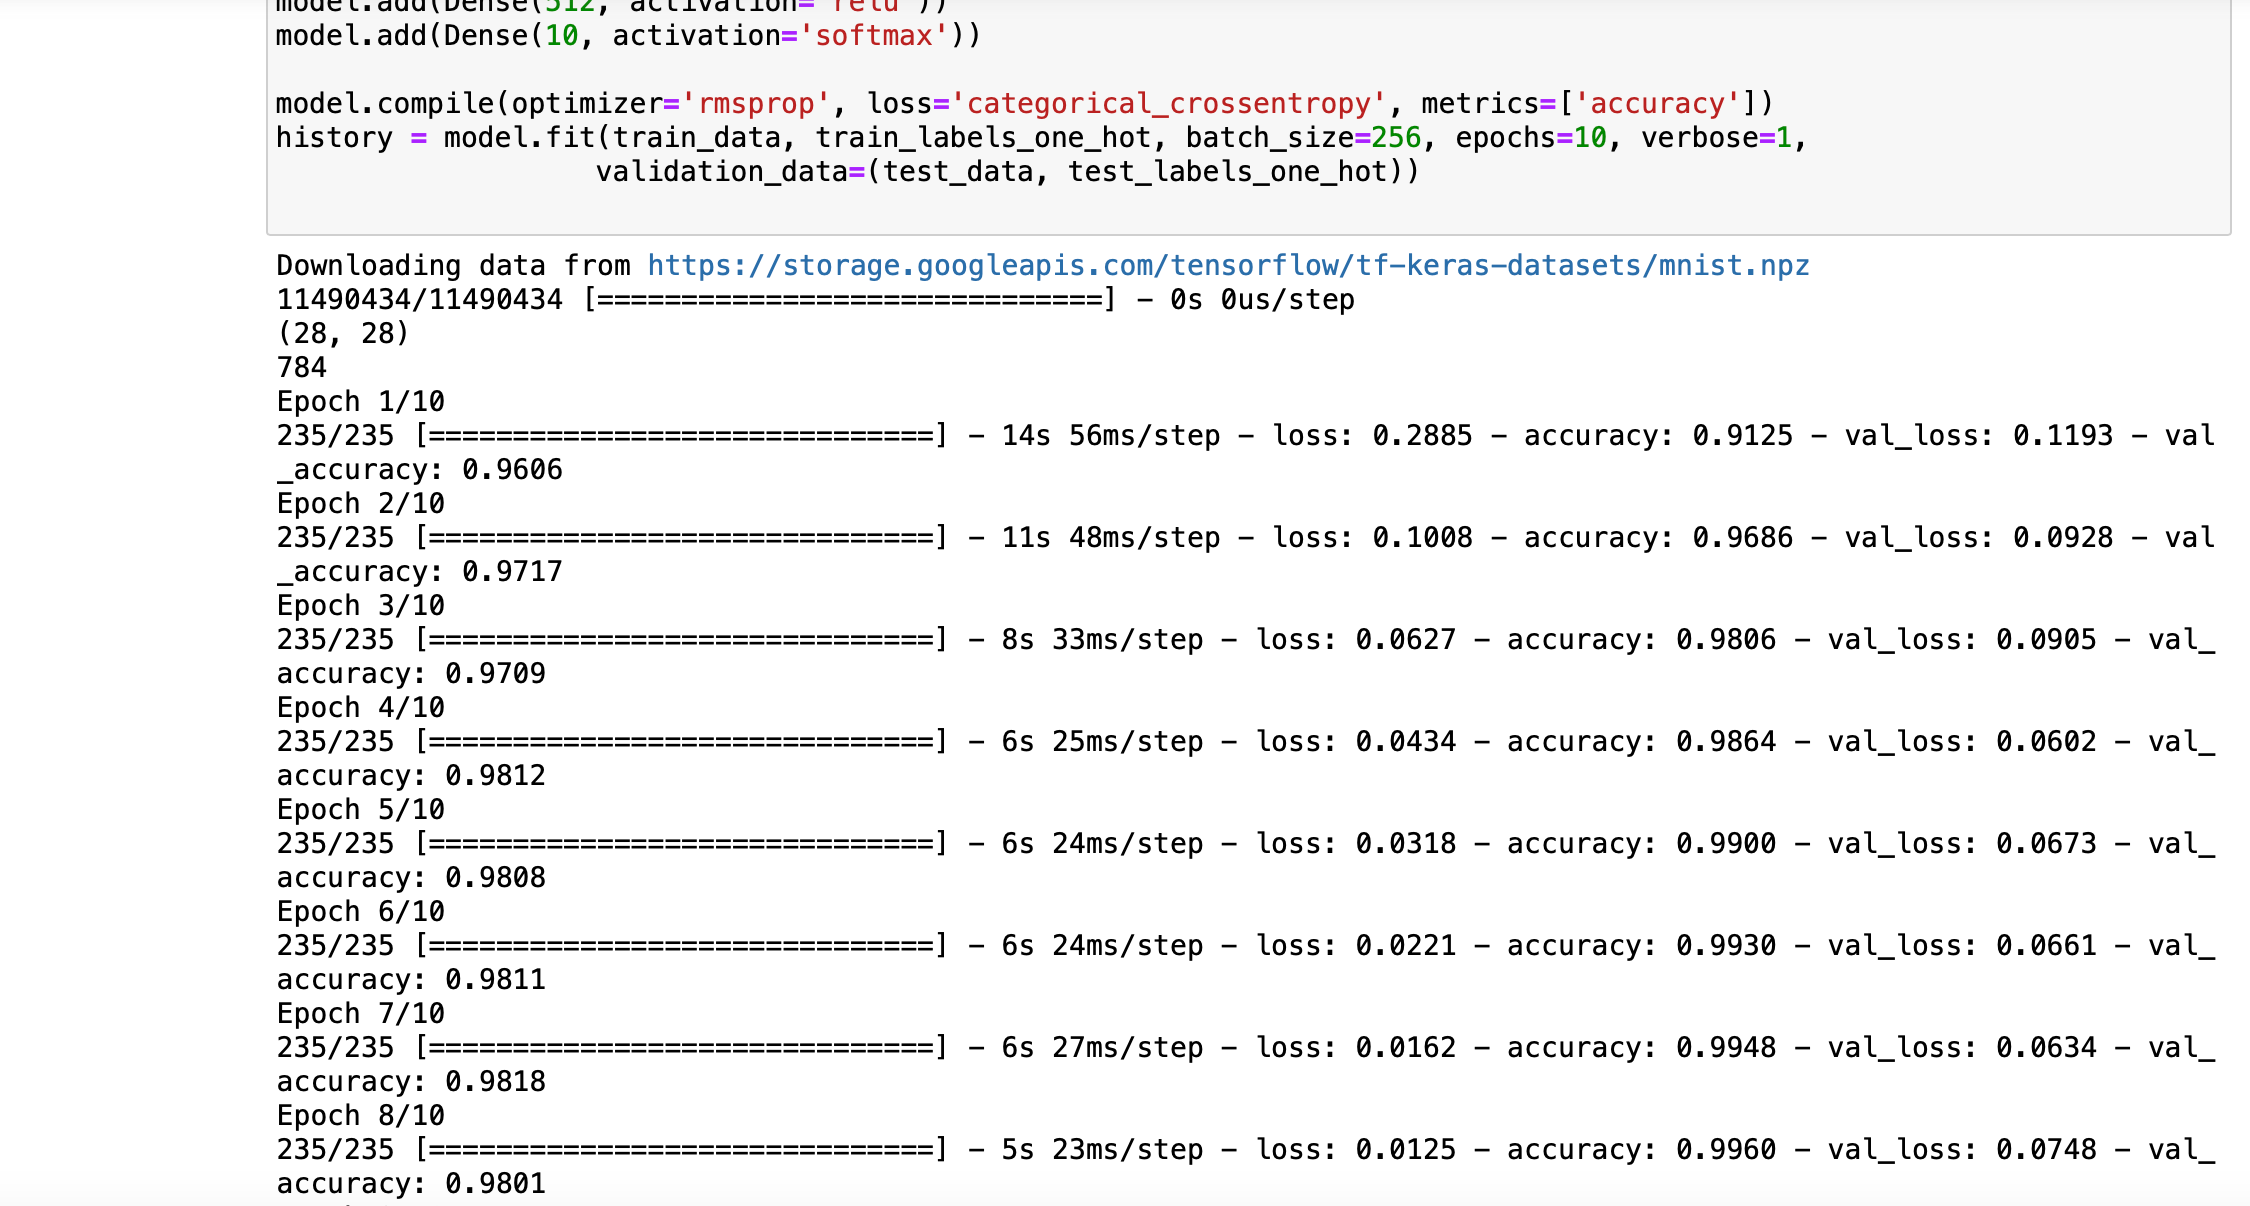 model.add(Dense(512, activation='relu'))
model.add(Dense(10, activation='softmax'))
model.compile(optimizer='rmsprop', loss='categorical_crossentropy', metrics=['accuracy'])
history = model.fit(train_data, train_labels_one_hot, batch_size=256, epochs=10, verbose=1,
validation_data=(test_data, test_labels_one_hot))
Downloading data from https://storage.googleapis.com/tensorflow/tf-keras-datasets/mnist.npz
11490434/11490434 [==============================] - 0s 0us/step
(28, 28)
784
Epoch 1/10
235/235 [==============================] - 14s 56ms/step - loss: 0.2885 - accuracy: 0.9125 - val_loss: 0.1193 - val
_accuracy: 0.9606
Epoch 2/10
235/235 [==============================] - 11s 48ms/step - loss: 0.1008 - accuracy: 0.9686 - val_loss: 0.0928 - val
_accuracy: 0.9717
Epoch 3/10
235/235 [==============================] - 8s 33ms/step - loss: 0.0627 - accuracy: 0.9806 - val_loss: 0.0905 - val_
accuracy: 0.9709
Epoch 4/10
235/235 [==============================] - 6s 25ms/step - loss: 0.0434 - accuracy: 0.9864 - val_loss: 0.0602 - val_
accuracy: 0.9812
Epoch 5/10
235/235 [==============================] - 6s 24ms/step - loss: 0.0318 - accuracy: 0.9900 - val_loss: 0.0673 - val_
accuracy: 0.9808
Epoch 6/10
235/235 [==============================] - 6s 24ms/step - loss: 0.0221 - accuracy: 0.9930 - val_loss: 0.0661 - val_
accuracy: 0.9811
Epoch 7/10
235/235 [==============================] - 6s 27ms/step - loss: 0.0162 - accuracy: 0.9948 - val_loss: 0.0634 - val_
accuracy: 0.9818
Epoch 8/10
235/235 [==============================] - 5s 23ms/step - loss: 0.0125 - accuracy: 0.9960 - val_loss: 0.0748 - val_
accuracy: 0.9801